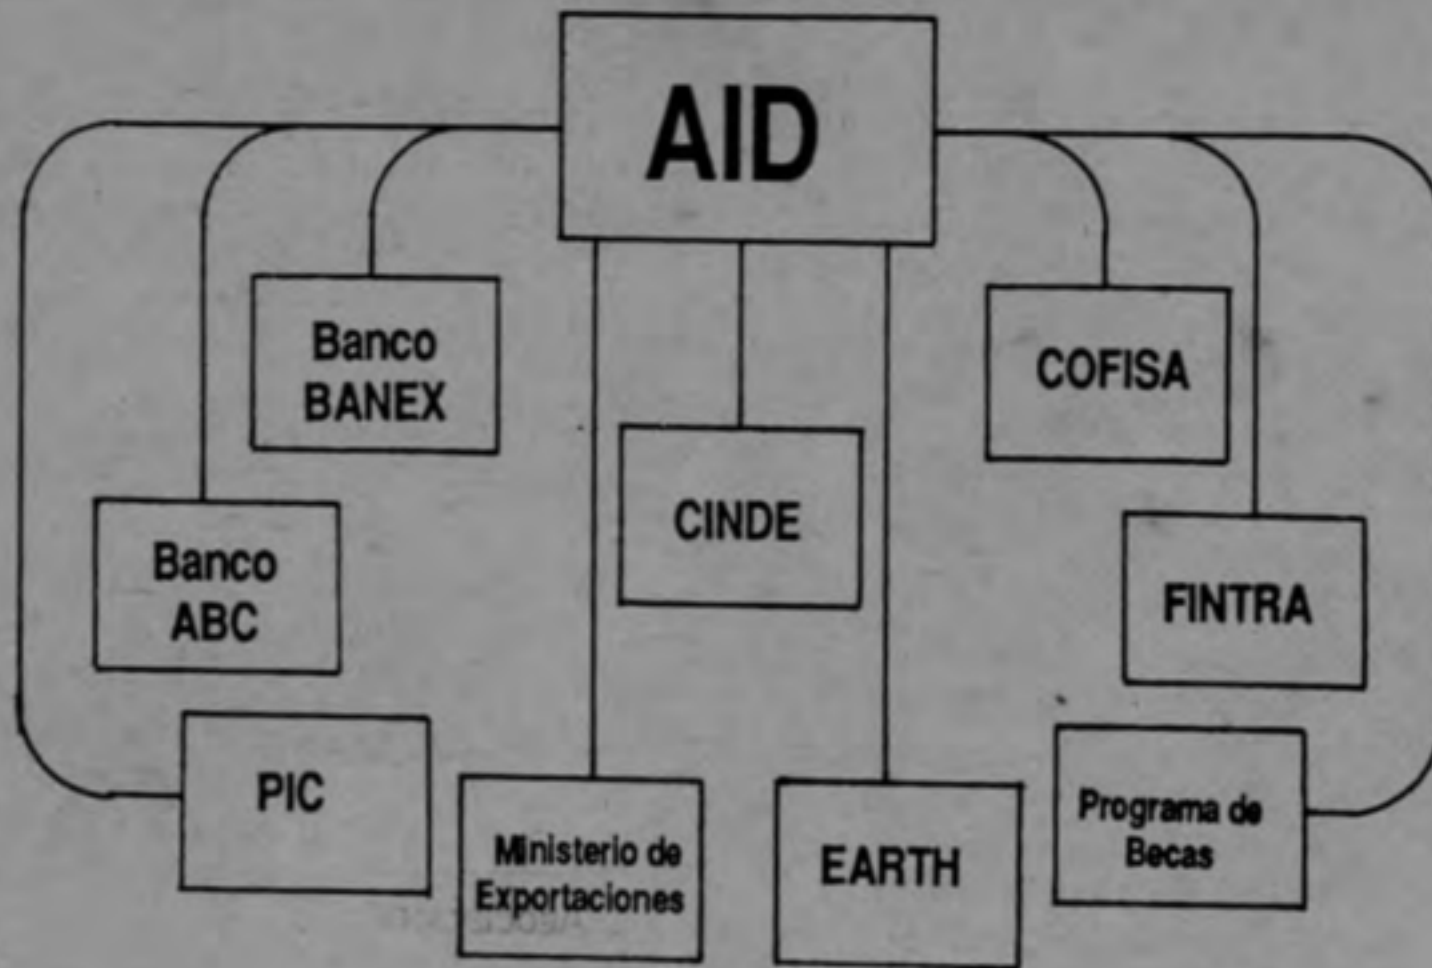 AID
Banco
BANEX
COFISA
CINDE
Banco
ABC
FINTRA
PIC
Ministerio de
Exportaciones
EARTH
Programa de
Becas